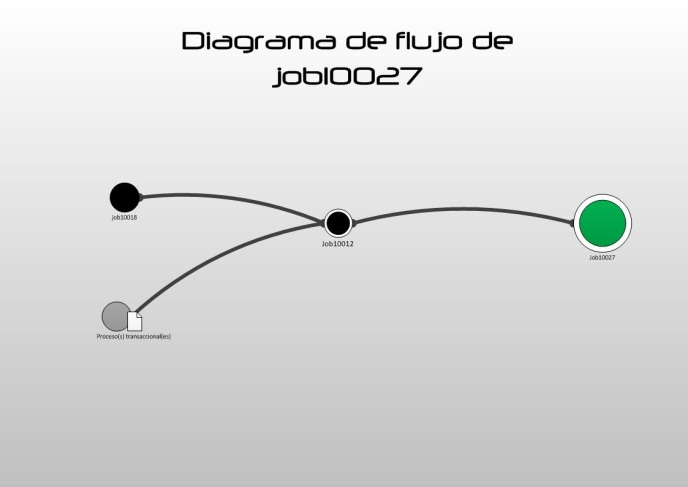 Diagrama de flujo de
job10027
job10018
Job10012
Job10027
Proceso(s) transaccional(es)